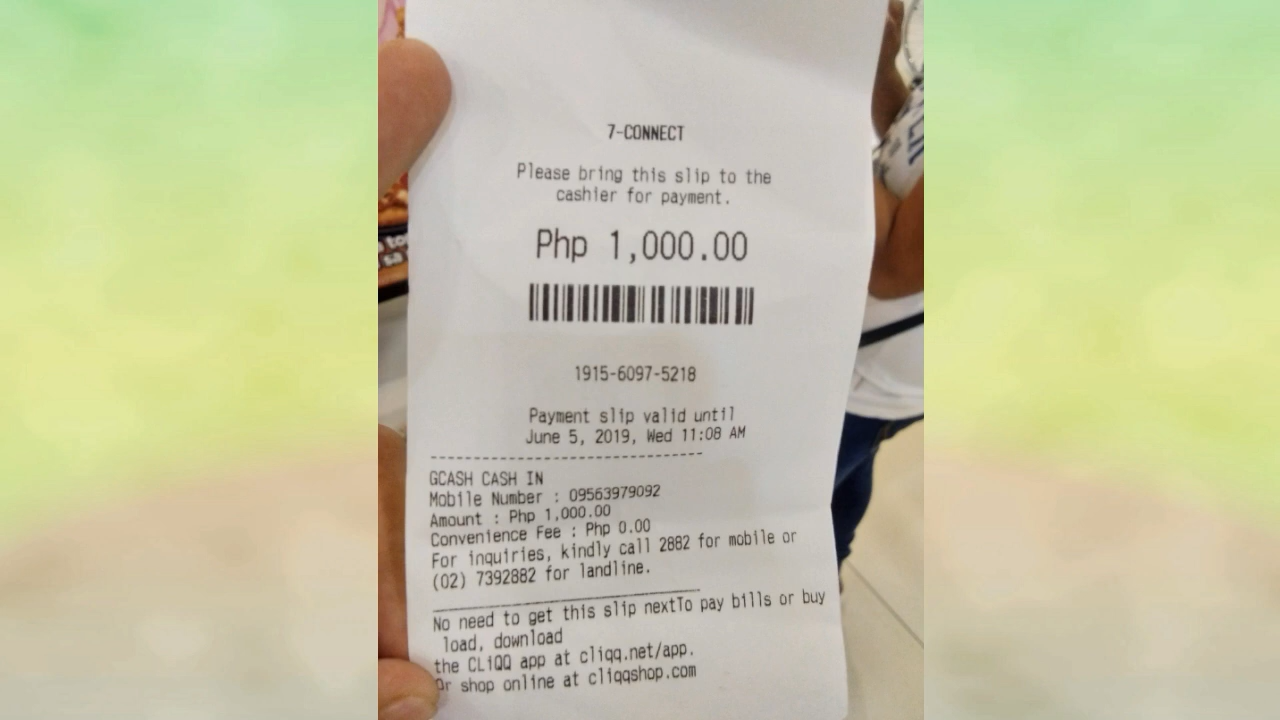 7-CONNECT
Please bring this slip to the
cashier for payment.
Php 1,000.00
1915-6097-5218
Payment slip valid until
June 5, 2019, Wed 11:08 AM
GCASH CASH IN
Mobile Number : 09563979092
Amount : Php 1,000.00
Convenience Fee : Php 0.00
For inquiries, kindly call 2882 for mobile or
(02) 7392882 for landline.
No need to get this slip nextTo pay bills or buy
load, download
the CLiQQ app at cliqq.net/app.
Or shop online at cliqqshop.com